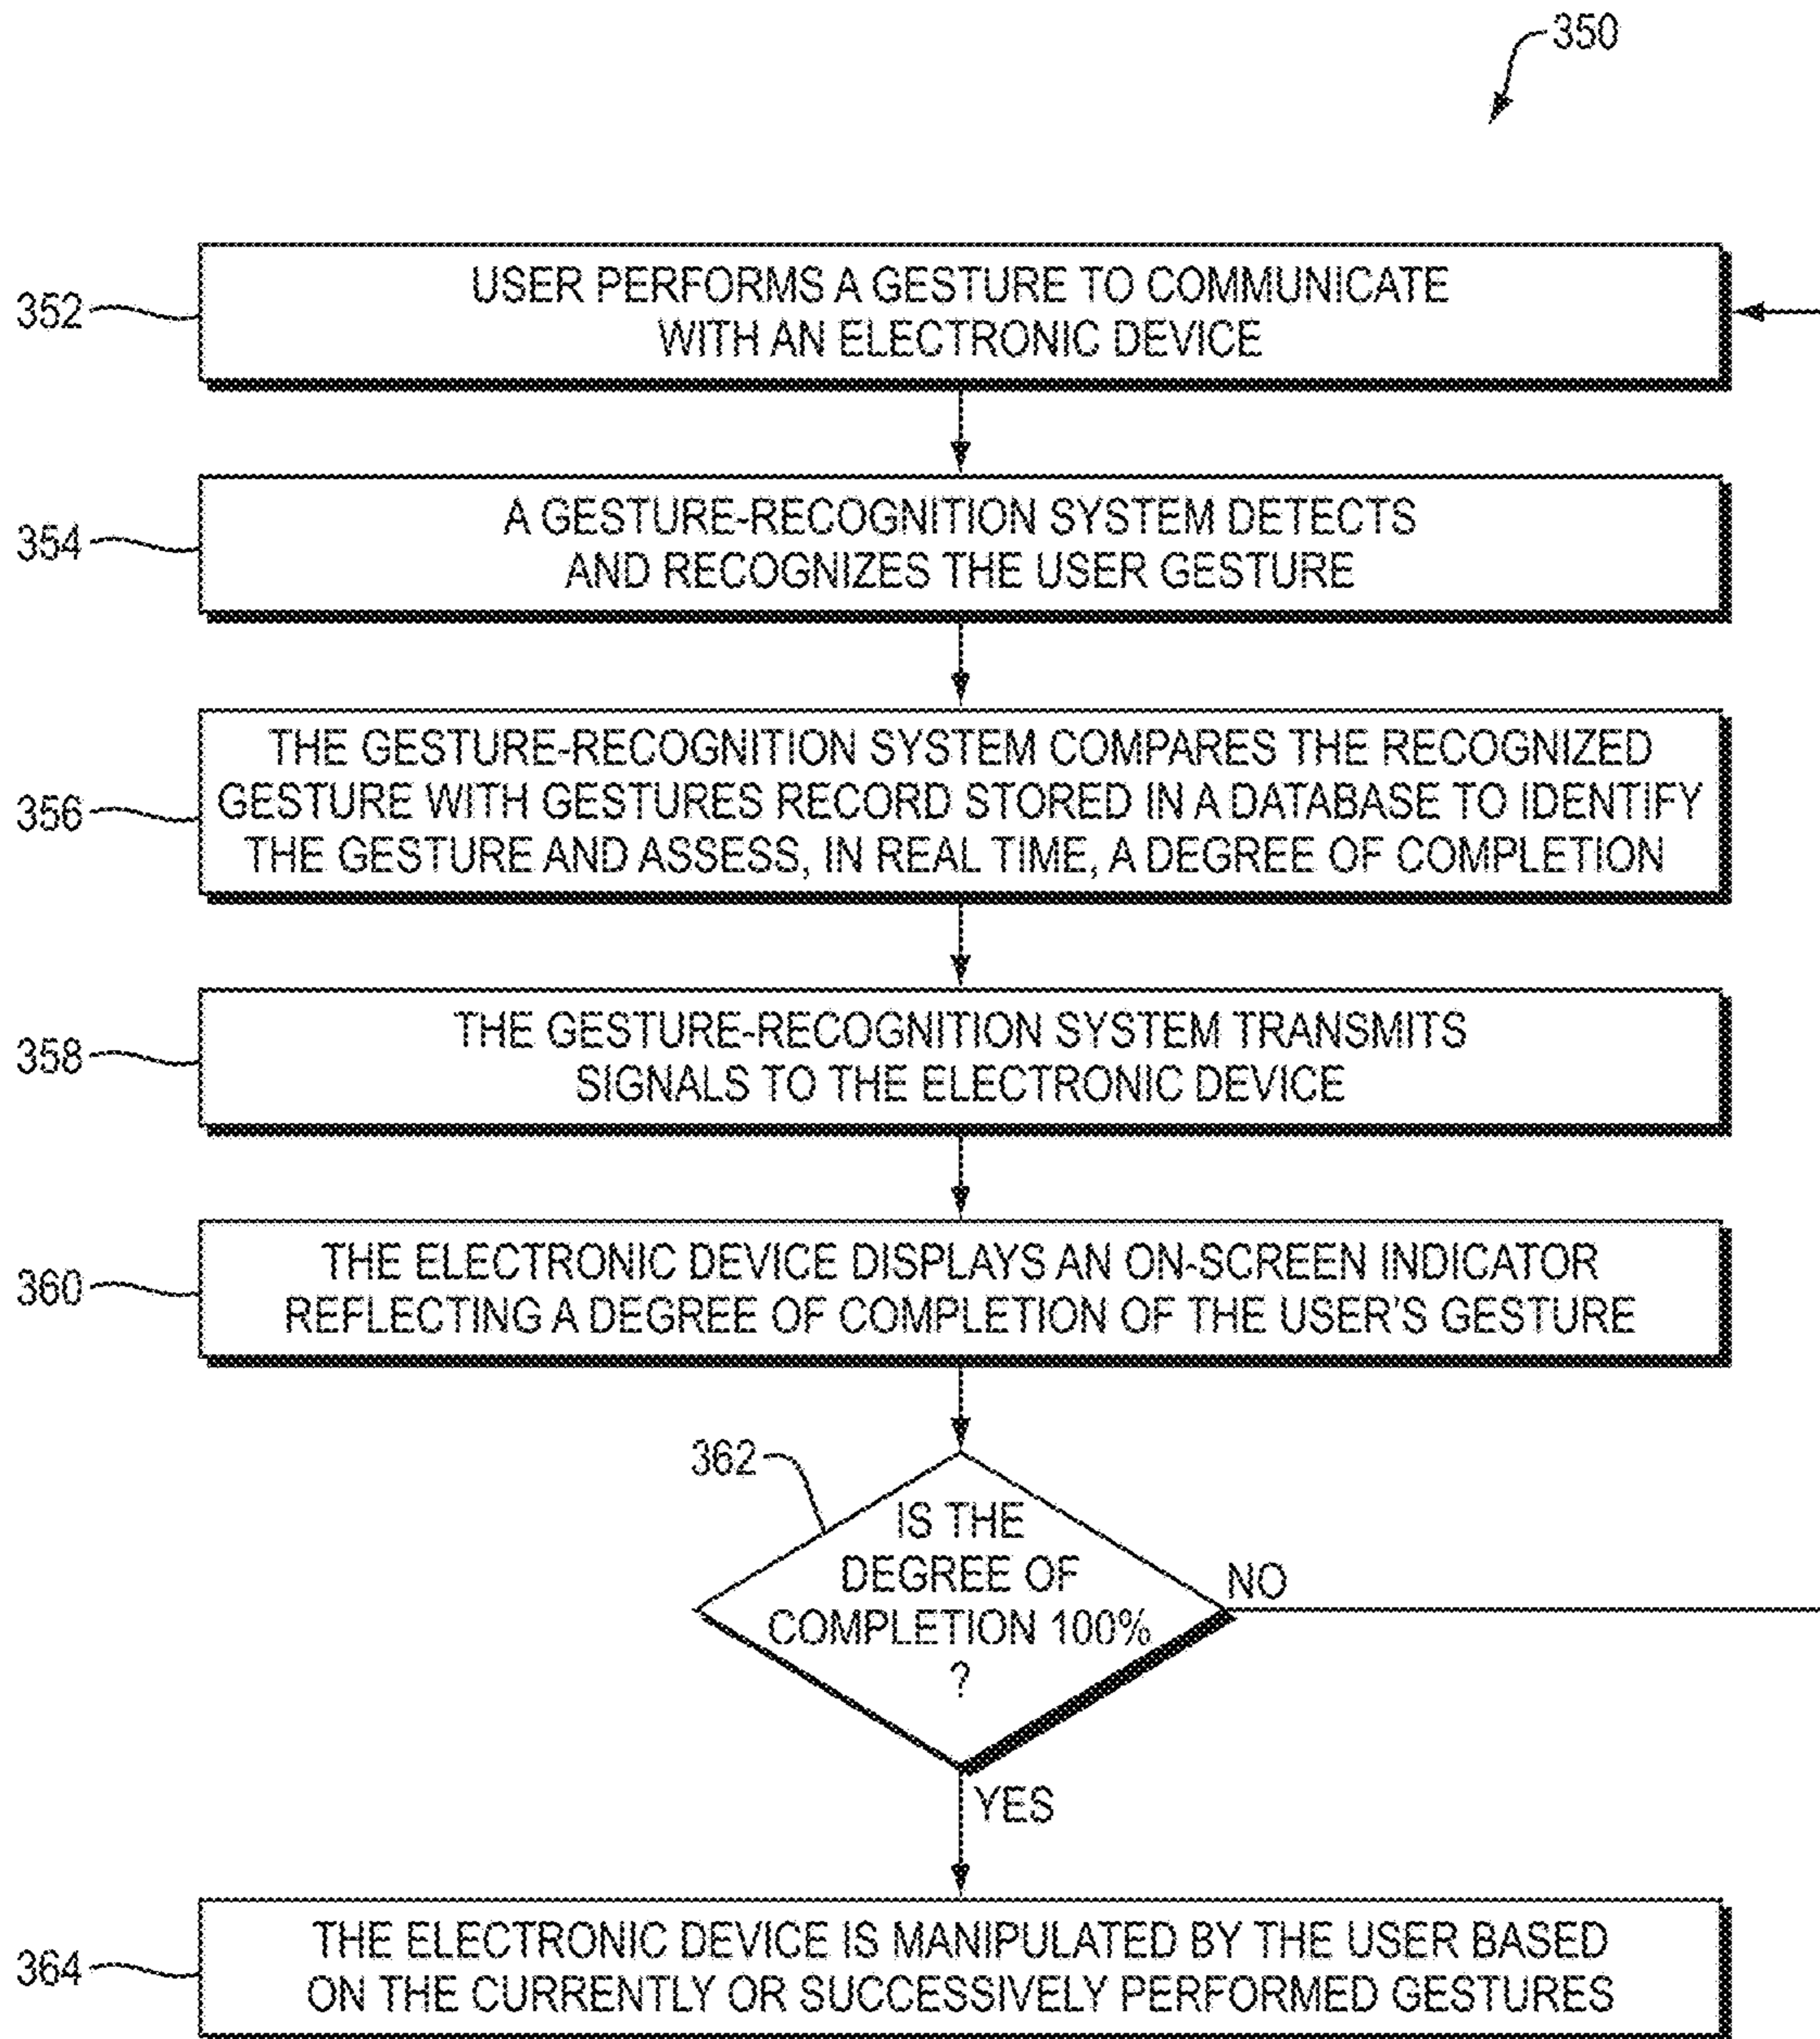 350
352
USER PERFORMS A GESTURE TO COMMUNICATE
WITH AN ELECTRONIC DEVICE
354
A GESTURE-RECOGNITION SYSTEM DETECTS
AND RECOGNIZES THE USER GESTURE
356
THE GESTURE-RECOGNITION SYSTEM COMPARES THE RECOGNIZED
GESTURE WITH GESTURES RECORD STORED IN A DATABASE TO IDENTIFY
THE GESTURE AND ASSESS, IN REAL TIME, A DEGREE OF COMPLETION
358
THE GESTURE-RECOGNITION SYSTEM TRANSMITS
SIGNALS TO THE ELECTRONIC DEVICE
360
THE ELECTRONIC DEVICE DISPLAYS AN ON-SCREEN INDICATOR
REFLECTING A DEGREE OF COMPLETION OF THE USER'S GESTURE
362
IS THE
DEGREE OF
COMPLETION 100%
?
NO
YES
364
THE ELECTRONIC DEVICE IS MANIPULATED BY THE USER BASED
ON THE CURRENTLY OR SUCCESSIVELY PERFORMED GESTURES